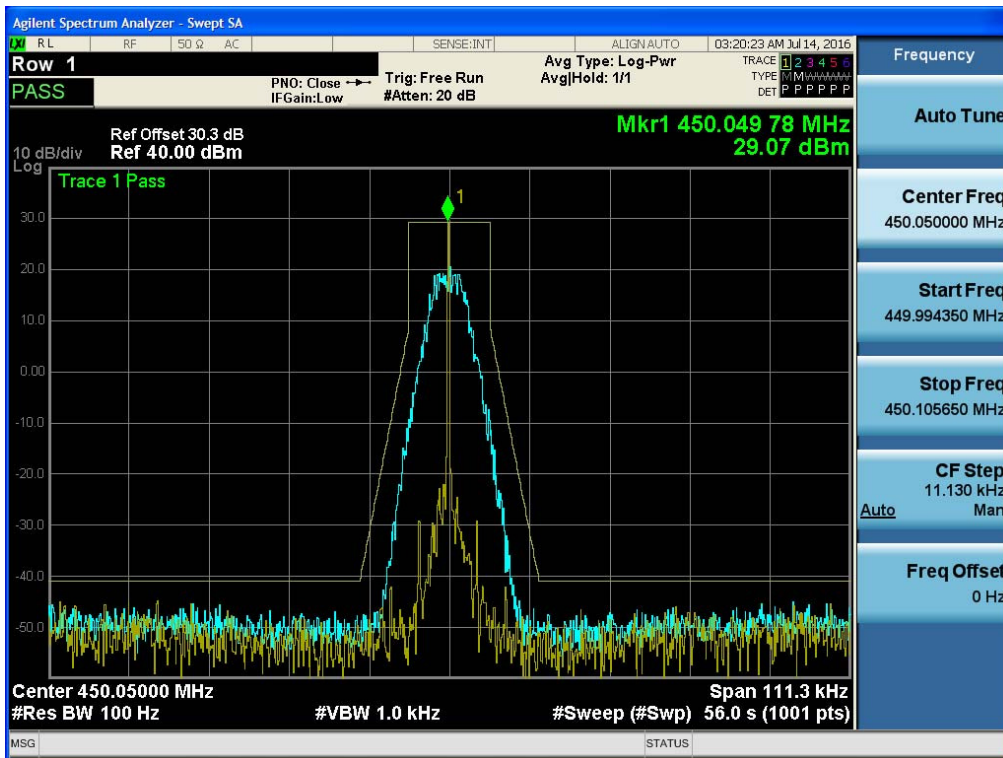 Agilent Spectrum Analyzer - Swept SA
LXI RL RF 50 Ω AC SENSE:INT ALIGNAUTO 03:20:23 AM Jul 14, 2016
Row 1
PASS
PNO: Close
IFGain:Low
Trig: Free Run
#Atten: 20 dB
Avg Type: Log-Pwr
Avg|Hold: 1/1
TRACE 1 2 3 4 5 6
TYPE M M
DET P P P P P P
Ref Offset 30.3 dB
10 dB/div Ref 40.00 dBm
Log
Mkr1 450.049 78 MHz
29.07 dBm
Trace 1 Pass
1
30.0
20.0
10.0
0.00
-10.0
-20.0
-30.0
-40.0
-50.0
Center 450.05000 MHz Span 111.3 kHz
#Res BW 100 Hz #VBW 1.0 kHz #Sweep (#Swp) 56.0 s (1001 pts)
MSG STATUS
Frequency
Auto Tune
Center Freq
450.050000 MHz
Start Freq
449.994350 MHz
Stop Freq
450.105650 MHz
CF Step
11.130 kHz
Auto Man
Freq Offset
0 Hz